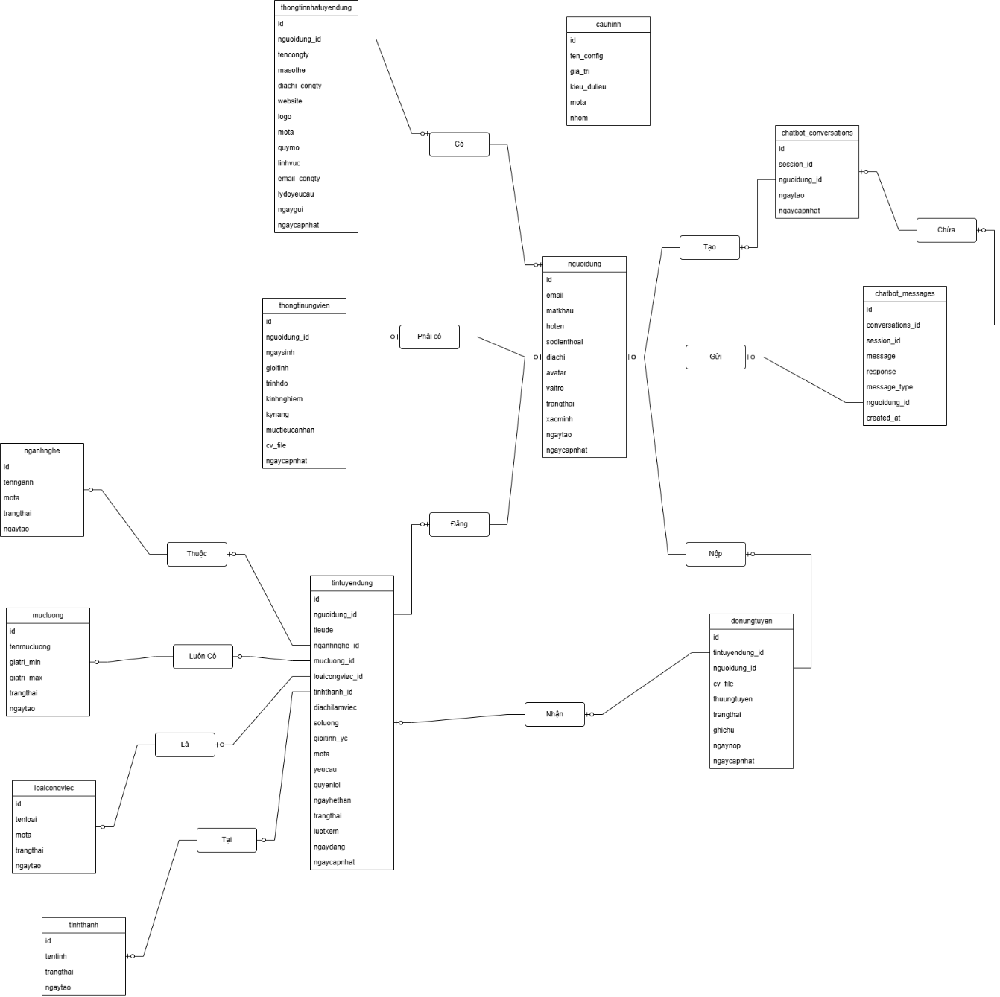 thongtinnhatuyendung
id
nguoidung_id
tencongty
masothe
diachi_congty
website
logo
mota
quymo
linhvuc
email_congty
lydoyeucau
ngaygui
ngaycapnhat
cauhinh
id
ten_config
gia_tri
kieu_dulieu
mota
nhom
Có
chatbot_conversations
id
session_id
nguoidung_id
ngaytao
ngaycapnhat
Chứa
Tạo
nguoidung
id
email
matkhau
hoten
sodienthoai
diachi
avatar
vaitro
trangthai
xacminh
ngaytao
ngaycapnhat
chatbot_messages
id
conversations_id
session_id
message
response
message_type
nguoidung_id
created_at
thongtinungvien
id
nguoidung_id
ngaysinh
gioitinh
trinhdo
kinhnghiem
kynang
muctieucanhan
cv_file
ngaycapnhat
Phải có
Gửi
nganhnghe
id
tennganh
mota
trangthai
ngaytao
Đăng
Thuộc
Nộp
tintuyendung
id
nguoidung_id
tieude
nganhnghe_id
mucluong_id
loaicongviec_id
tinhthanh_id
diachilamviec
soluong
gioitinh_yc
mota
yeucau
quyenloi
ngayhethan
trangthai
luotxem
ngaydang
ngaycapnhat
mucluong
id
tenmucluong
giatri_min
giatri_max
trangthai
ngaytao
Luôn Có
donungtuyen
id
tintuyendung_id
nguoidung_id
cv_file
thuungtuyen
trangthai
ghichu
ngaynop
ngaycapnhat
Nhận
Là
loaicongviec
id
tenloai
mota
trangthai
ngaytao
Tại
tinhthanh
id
tentinh
trangthai
ngaytao